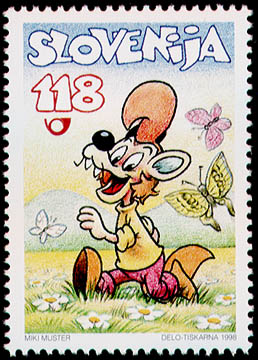 SLOVENIJA
118
MIKI MUSTER DELO-TISKARNA 1998